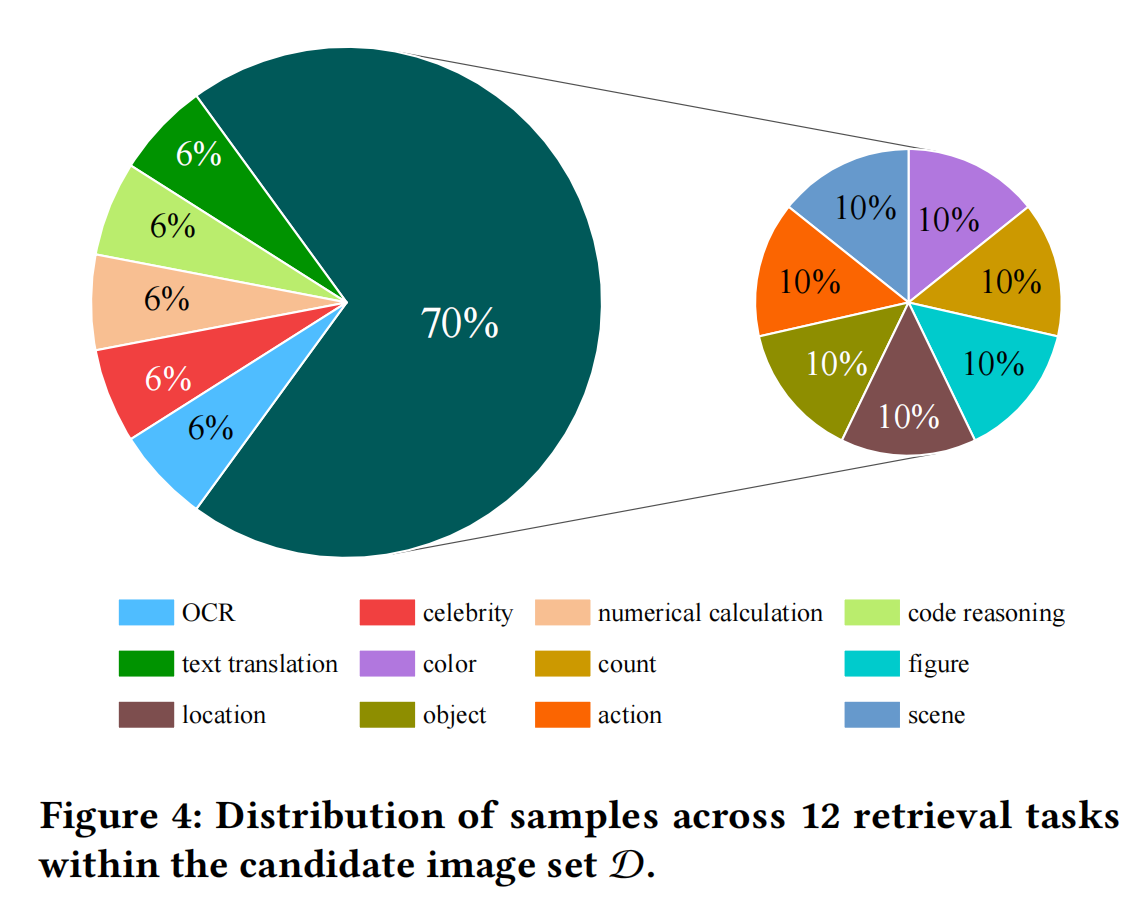 6%
6%
6%
6%
6%
70%
10%
10%
10%
10%
10%
10%
10%
OCR celebrity numerical calculation code reasoning
text translation color count figure
location object action scene
Figure 4: Distribution of samples across 12 retrieval tasks
within the candidate image set 𝒟.